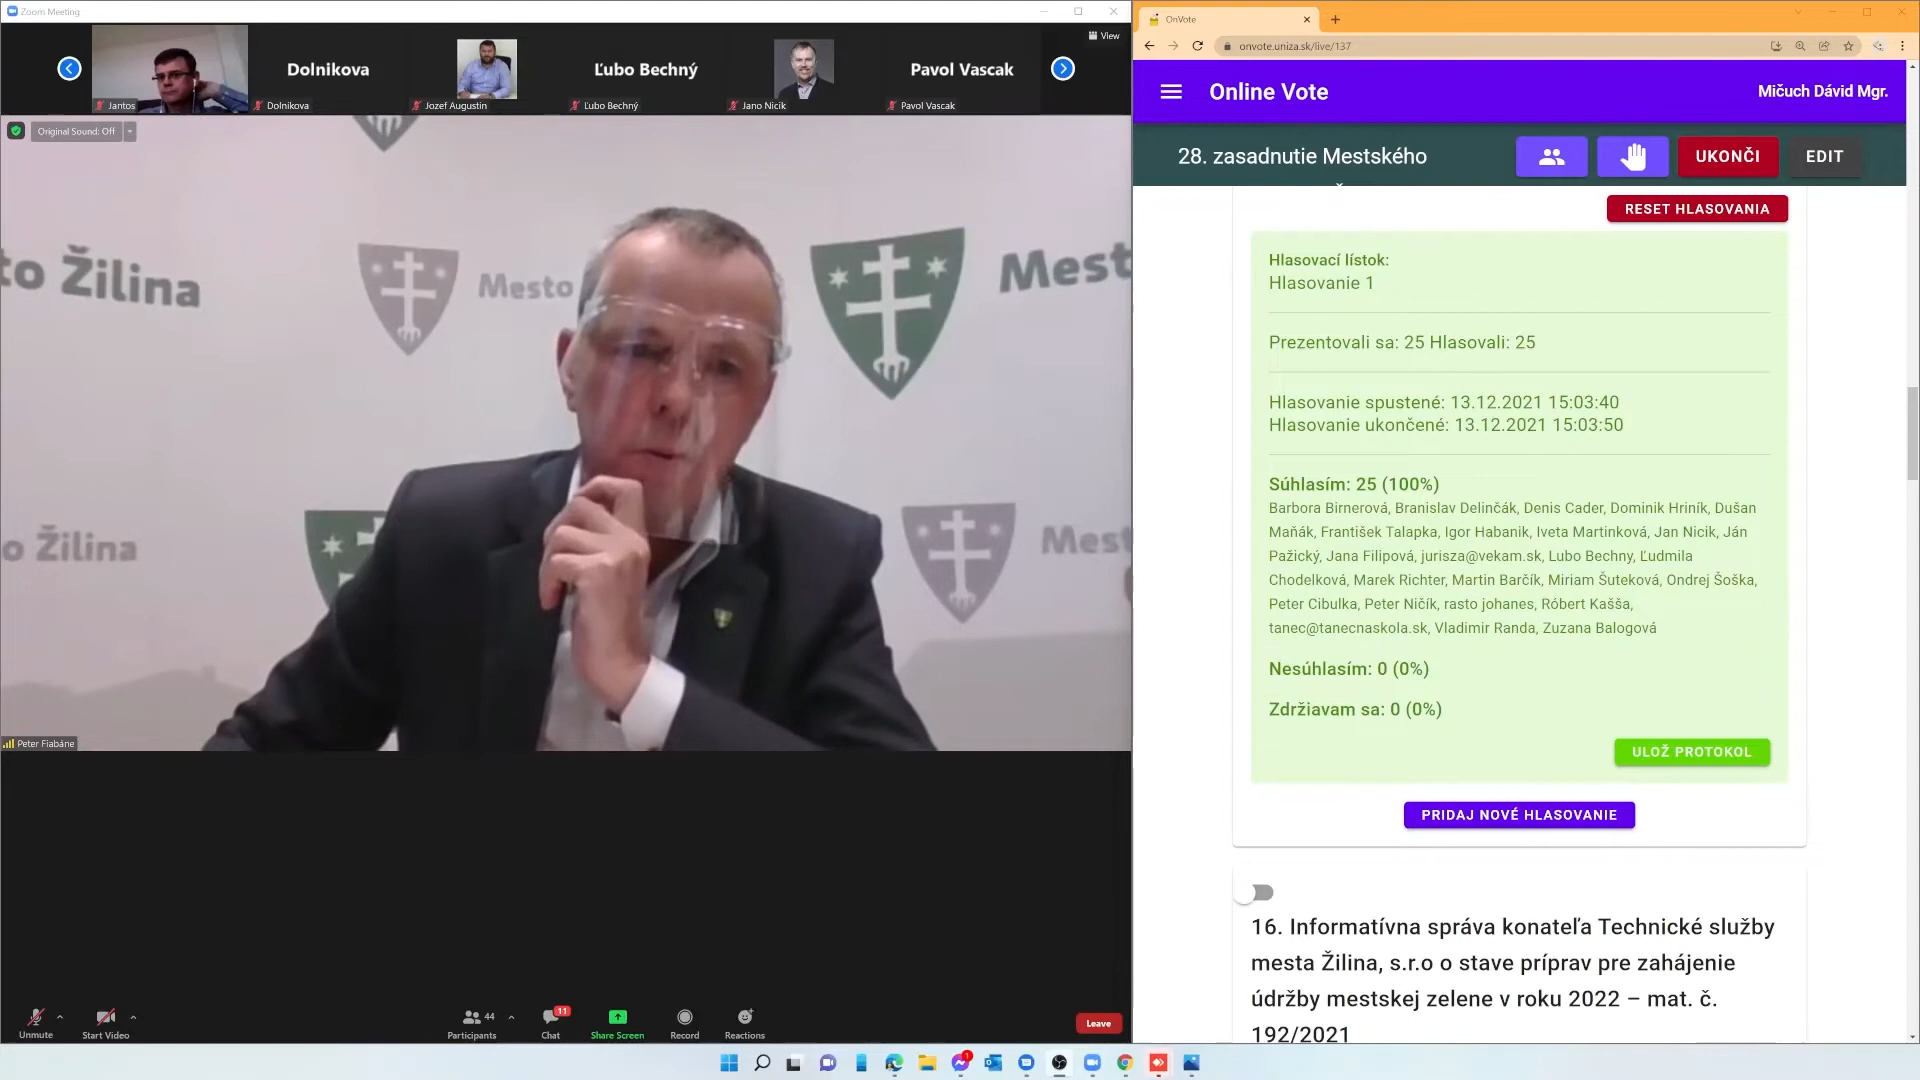 Zoom Meeting
View
Dolnikova
Ľubo Bechný
Pavol Vascak
Jantos
Dolnikova
Jozef Augustin
Ľubo Bechný
Jano Nicík
Pavol Vascak
Original Sound: Off
to Žilina
Mesto
Mest
o Žilina
Mest
Peter Fiabáne
Unmute
Start Video
44
Participants
11
Chat
Share Screen
Record
Reactions
Leave
OnVote
onvote.uniza.sk/live/137
Online Vote
Mičuch Dávid Mgr.
28. zasadnutie Mestského
UKONČI
EDIT
RESET HLASOVANIA
Hlasovací lístok:
Hlasovanie 1
Prezentovali sa: 25 Hlasovali: 25
Hlasovanie spustené: 13.12.2021 15:03:40
Hlasovanie ukončené: 13.12.2021 15:03:50
Súhlasím: 25 (100%)
Barbora Birnerová, Branislav Delinčák, Denis Cader, Dominik Hriník, Dušan
Maňák, František Talapka, Igor Habanik, Iveta Martinková, Jan Nicik, Ján
Pažický, Jana Filipová, jurisza@vekam.sk, Lubo Bechny, Ľudmila
Chodelková, Marek Richter, Martin Barčík, Miriam Šuteková, Ondrej Šoška,
Peter Cibulka, Peter Ničík, rasto johanes, Róbert Kašša,
tanec@tanecnaskola.sk, Vladimir Randa, Zuzana Balogová
Nesúhlasím: 0 (0%)
Zdržiavam sa: 0 (0%)
ULOŽ PROTOKOL
PRIDAJ NOVÉ HLASOVANIE
16. Informatívna správa konateľa Technické služby
mesta Žilina, s.r.o o stave príprav pre zahájenie
údržby mestskej zelene v roku 2022 – mat. č.
192/2021
1